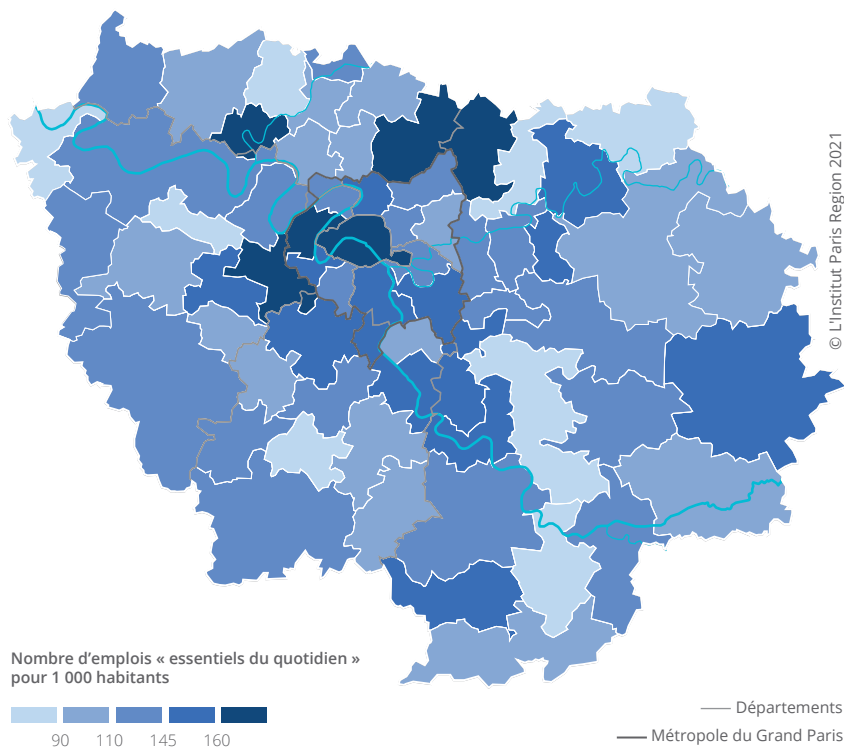 © L'Institut Paris Region 2021
Nombre d’emplois « essentiels du quotidien »
pour 1 000 habitants
90 110 145 160
Départements
Métropole du Grand Paris